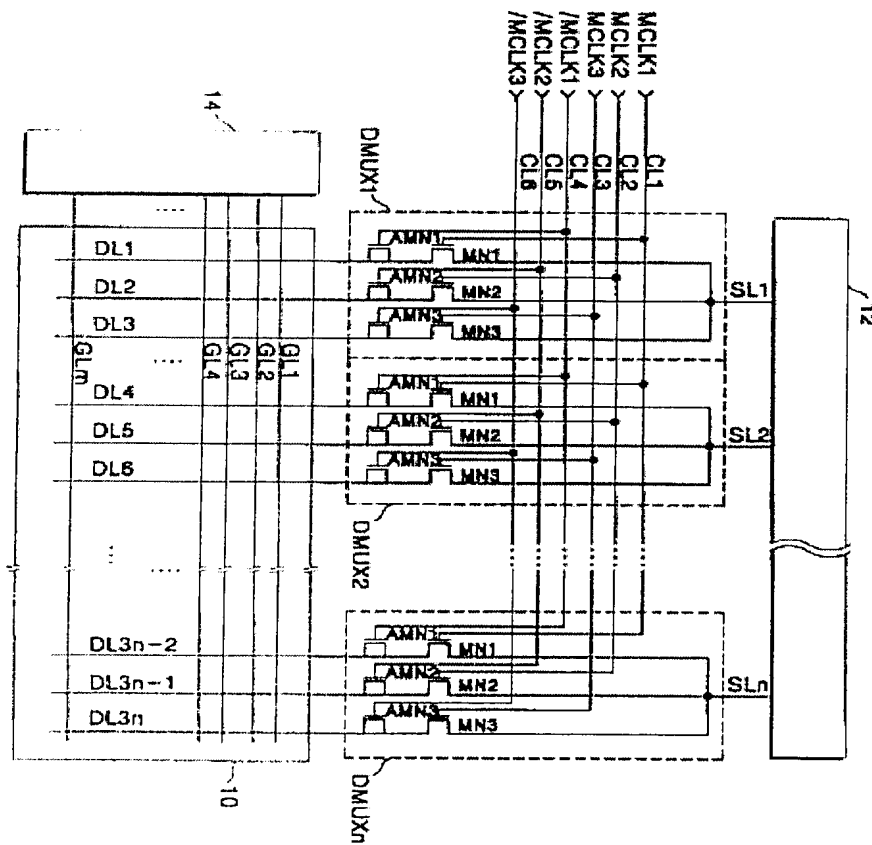 MCLK1
MCLK2
MCLK3
/MCLK1
/MCLK2
/MCLK3
CL1
CL2
CL3
CL4
CL5
CL6
14
12
DMUX1
AMN1
MN1
AMN2
MN2
AMN3
MN3
DL1
DL2
DL3
SL1
GL1
GL2
GL3
GL4
GLm
AMN1
MN1
AMN2
MN2
AMN3
MN3
DL4
DL5
DL6
SL2
DMUX2
AMN1
MN1
AMN2
MN2
AMN3
MN3
DL3n-2
DL3n-1
DL3n
SLn
10
DMUXn